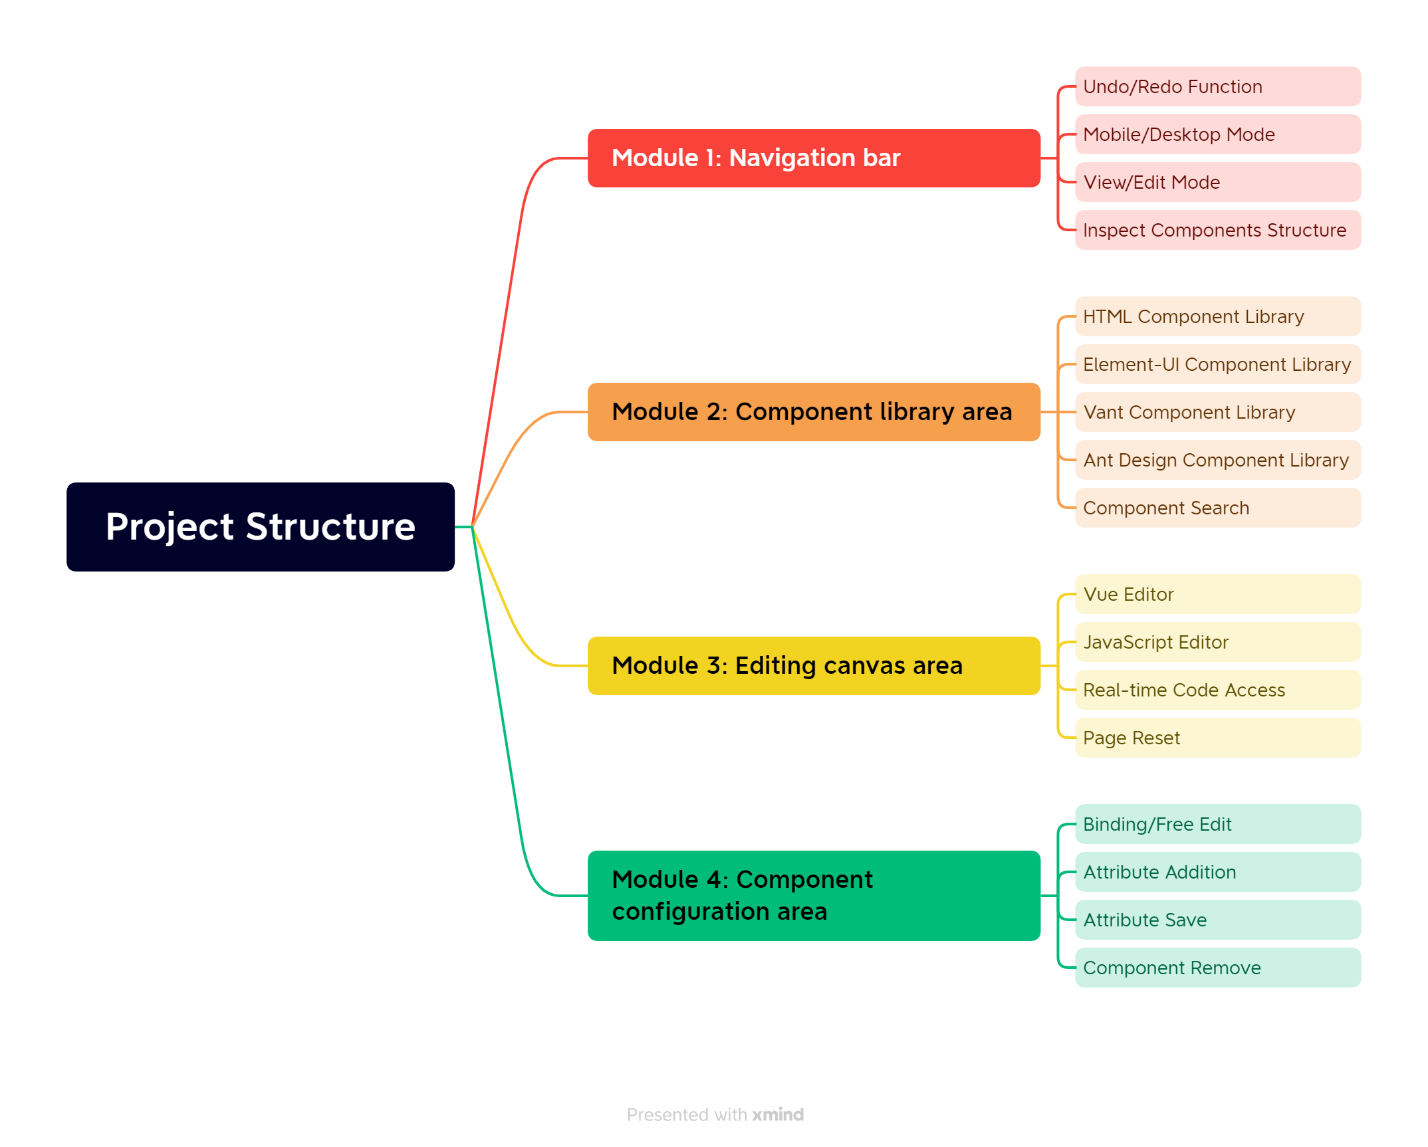 Project Structure
Module 1: Navigation bar
Undo/Redo Function
Mobile/Desktop Mode
View/Edit Mode
Inspect Components Structure
Module 2: Component library area
HTML Component Library
Element-UI Component Library
Vant Component Library
Ant Design Component Library
Component Search
Module 3: Editing canvas area
Vue Editor
JavaScript Editor
Real-time Code Access
Page Reset
Module 4: Component
configuration area
Binding/Free Edit
Attribute Addition
Attribute Save
Component Remove
Presented with xmind